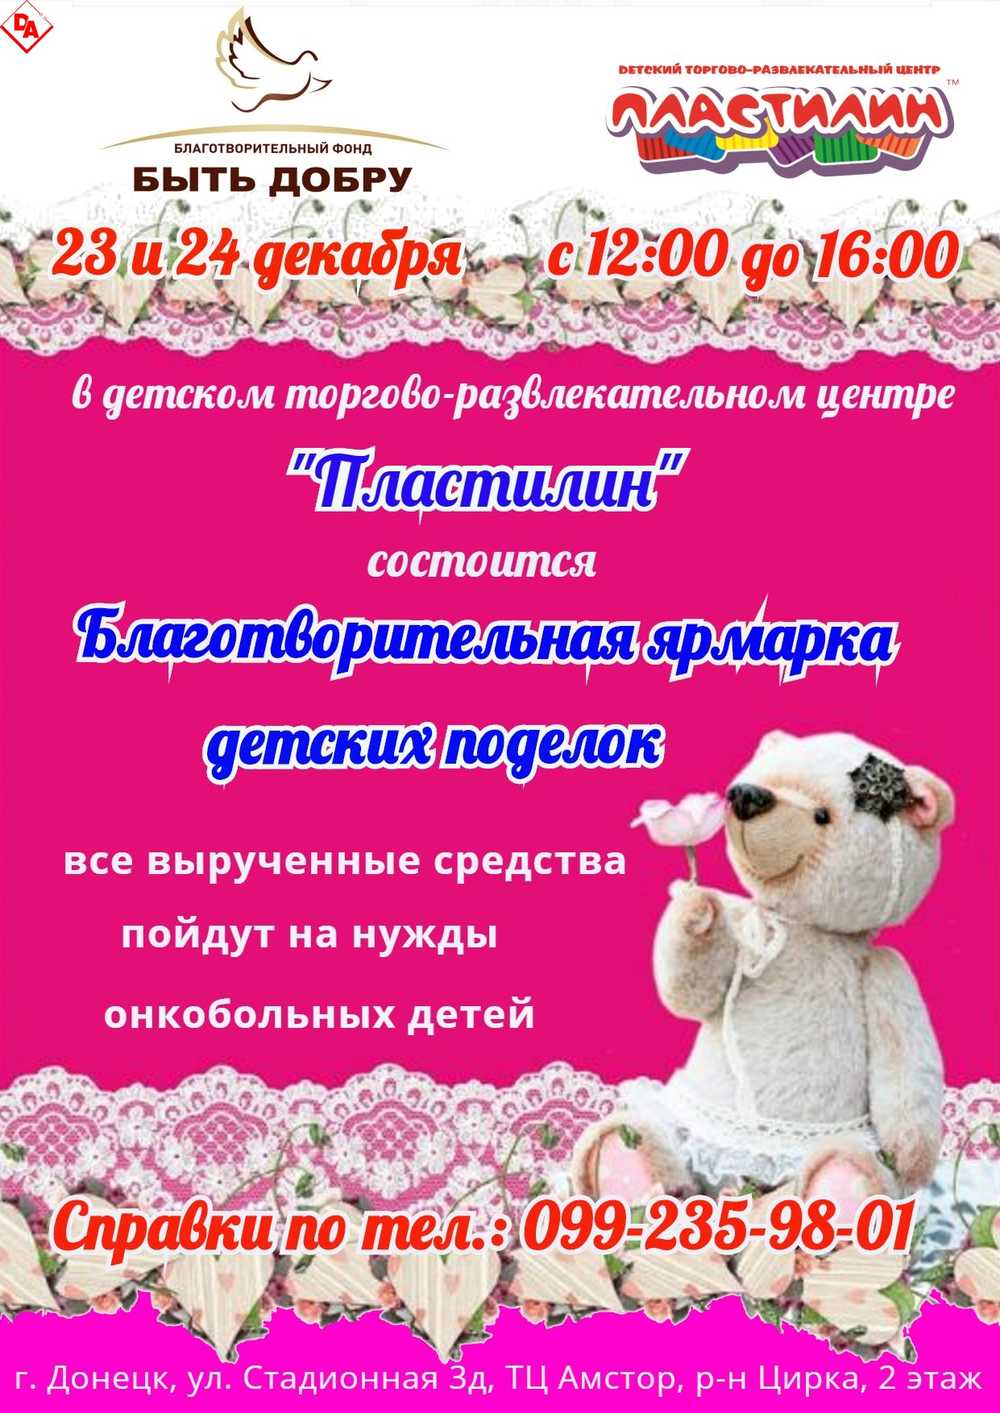 DA
БЛАГОТВОРИТЕЛЬНЫЙ ФОНД
БЫТЬ ДОБРУ
ДЕТСКИЙ ТОРГОВО-РАЗВЛЕКАТЕЛЬНЫЙ ЦЕНТР
ПЛАСТИЛИН™
23 и 24 декабря с 12:00 до 16:00
в детском торгово-развлекательном центре
"Пластилин"
состоится
Благотворительная ярмарка
детских поделок
все вырученные средства
пойдут на нужды
онкобольных детей
Справки по тел.: 099-235-98-01
г. Донецк, ул. Стадионная 3д, ТЦ Амстор, р-н Цирка, 2 этаж